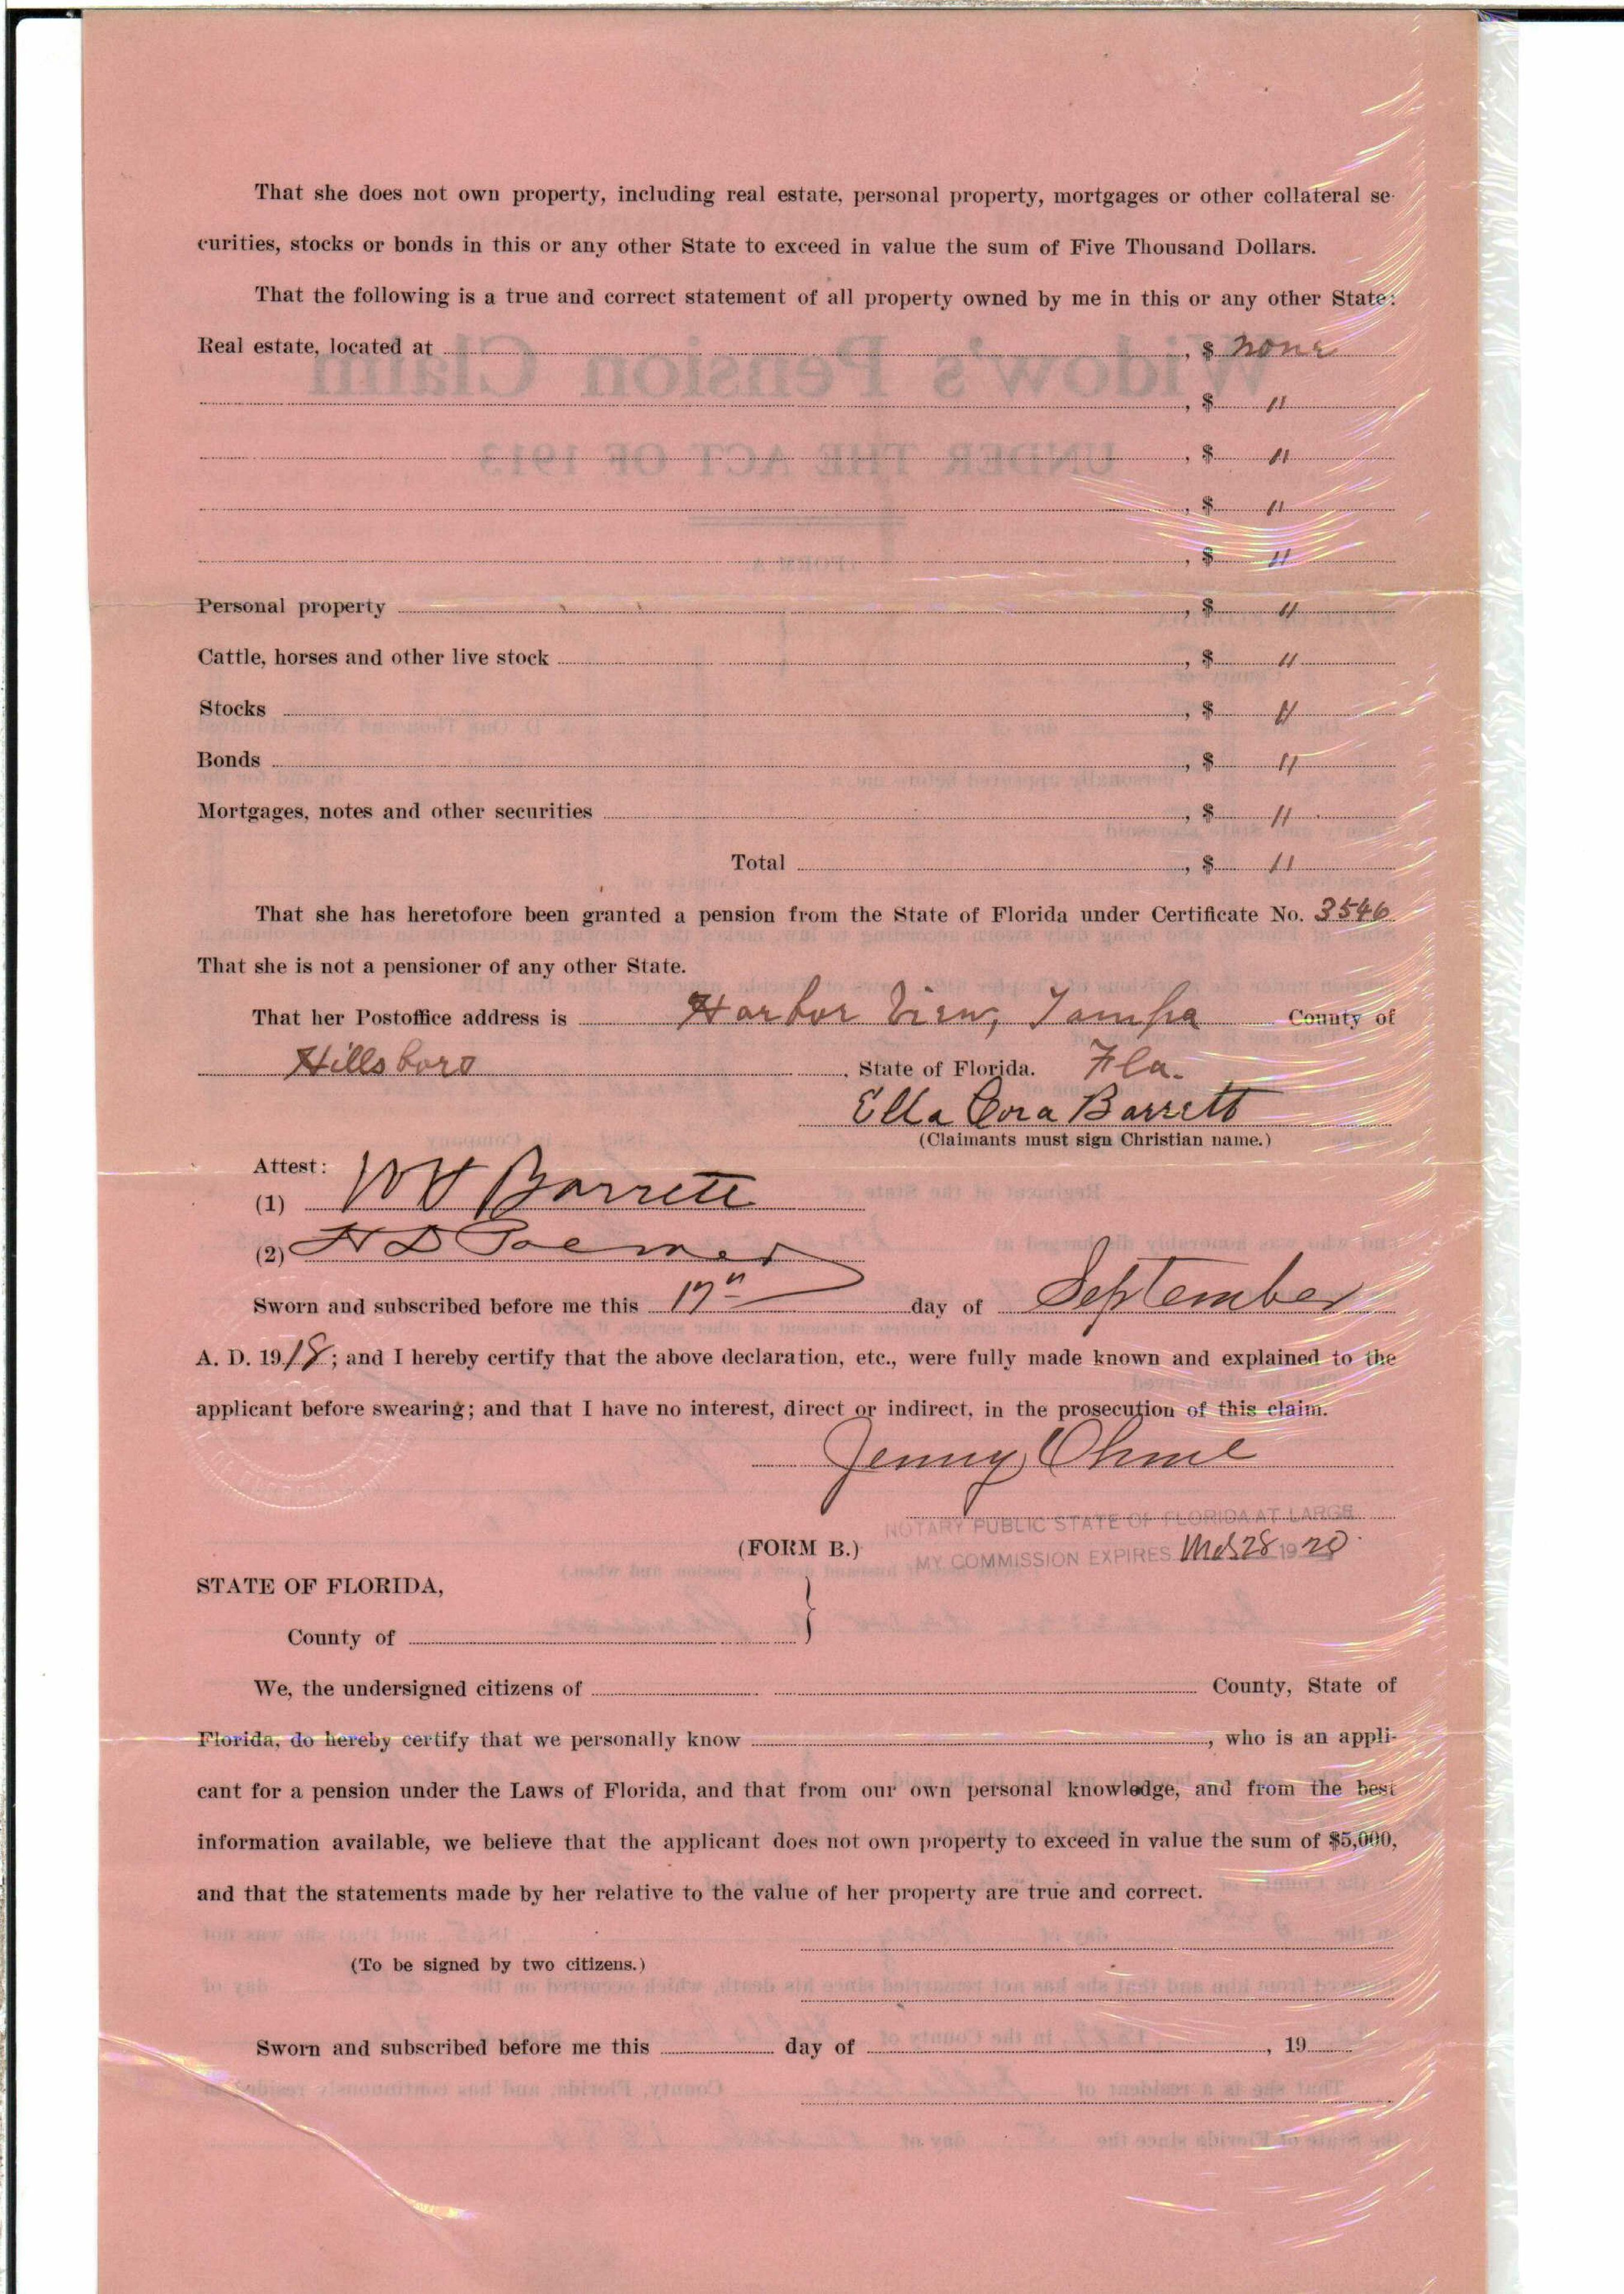 That she does not own property, including real estate, personal property, mortgages or other collateral se-
curities, stocks or bonds in this or any other State to exceed in value the sum of Five Thousand Dollars.
That the following is a true and correct statement of all property owned by me in this or any other State:
Real estate, located at , $ none
, $ "
, $ "
, $ "
, $ "
Personal property , $ "
Cattle, horses and other live stock , $ "
Stocks , $ "
Bonds , $ "
Mortgages, notes and other securities , $ "
Total , $ "
That she has heretofore been granted a pension from the State of Florida under Certificate No. 3546
That she is not a pensioner of any other State.
That her Postoffice address is Harbor View, Tampa County of
Hillsboro . State of Florida. Fla.
Ella Cora Barrett
(Claimants must sign Christian name.)
Attest:
(1) W H Barrett
(2) H D
Sworn and subscribed before me this 17" day of September
A. D. 1918; and I hereby certify that the above declaration, etc., were fully made known and explained to the
applicant before swearing; and that I have no interest, direct or indirect, in the prosecution of this claim.
Jenny Ohme
NOTARY PUBLIC STATE OF FLORIDA AT LARGE
(FORM B.) MY COMMISSION EXPIRES 28 1920
STATE OF FLORIDA,
County of }
We, the undersigned citizens of County, State of
Florida, do hereby certify that we personally know , who is an appli-
cant for a pension under the Laws of Florida, and that from our own personal knowledge, and from the best
information available, we believe that the applicant does not own property to exceed in value the sum of $5,000,
and that the statements made by her relative to the value of her property are true and correct.
(To be signed by two citizens.)
Sworn and subscribed before me this day of , 19